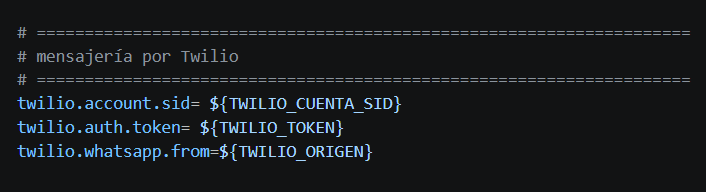 # ====================================================================
# mensajería por Twilio
# ====================================================================
twilio.account.sid= ${TWILIO_CUENTA_SID}
twilio.auth.token= ${TWILIO_TOKEN}
twilio.whatsapp.from=${TWILIO_ORIGEN}